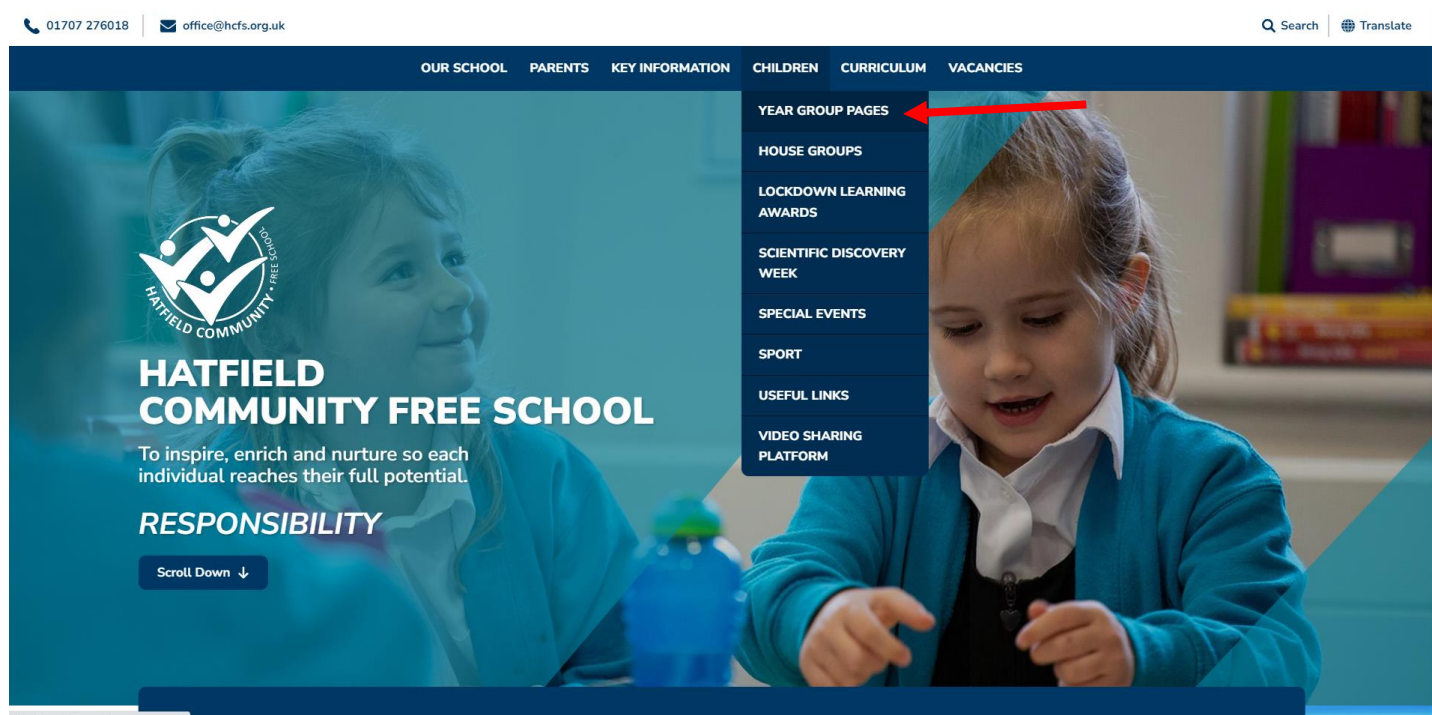 01707 276018
office@hcfs.org.uk
Search
Translate
OUR SCHOOL PARENTS KEY INFORMATION CHILDREN CURRICULUM VACANCIES
YEAR GROUP PAGES
HOUSE GROUPS
LOCKDOWN LEARNING
AWARDS
SCIENTIFIC DISCOVERY
WEEK
SPECIAL EVENTS
SPORT
USEFUL LINKS
VIDEO SHARING
PLATFORM
HATFIELD COMMUNITY • FREE SCHOOL
HATFIELD
COMMUNITY FREE SCHOOL
To inspire, enrich and nurture so each
individual reaches their full potential.
RESPONSIBILITY
Scroll Down ↓